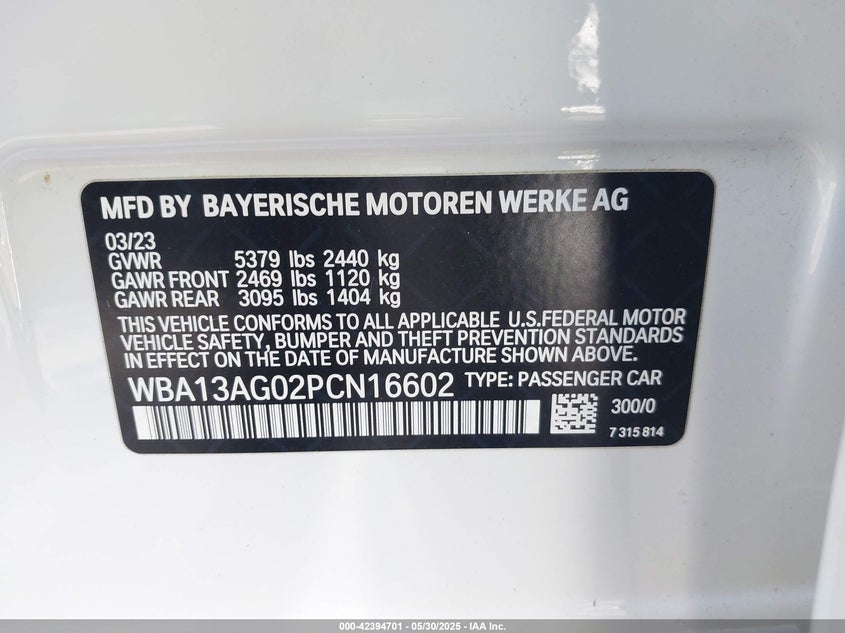 MFD BY BAYERISCHE MOTOREN WERKE AG
03/23
GVWR 5379 lbs 2440 kg
GAWR FRONT 2469 lbs 1120 kg
GAWR REAR 3095 lbs 1404 kg
THIS VEHICLE CONFORMS TO ALL APPLICABLE U.S.FEDERAL MOTOR
VEHICLE SAFETY, BUMPER AND THEFT PREVENTION STANDARDS
IN EFFECT ON THE DATE OF MANUFACTURE SHOWN ABOVE.
WBA13AG02PCN16602 TYPE: PASSENGER CAR
300/0
7 315 814
000-42394701 - 05/30/2025 - IAA Inc.